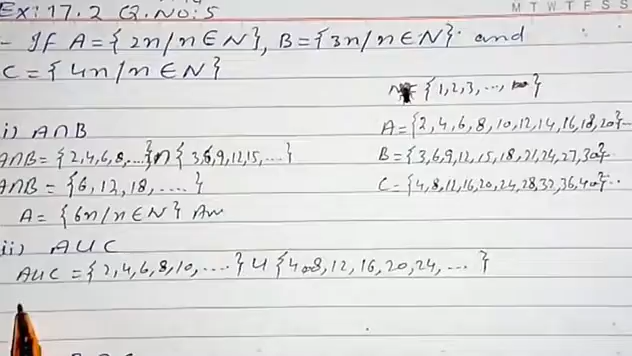 Ex: 17.2 Q.No: 5
M T W T F S S
- If A = {2n/n ∈ N}, B = {3n/n ∈ N} and
C = {4n/n ∈ N}
N = {1,2,3,..., ∞}
i) A∩B
A = {2,4,6,8,10,12,14,16,18,20}--
A∩B = {2,4,6,8,....} ∩ {3,6,9,12,15,....}
B = {3,6,9,12,15,18,21,24,27,30}--
A∩B = {6,12,18,.....}
C = {4,8,12,16,20,24,28,32,36,40}--
A = {6n/n ∈ N} Ans
ii) A∪C
A∪C = {2,4,6,8,10,....} ∪ {4,8,12,16,20,24,...}